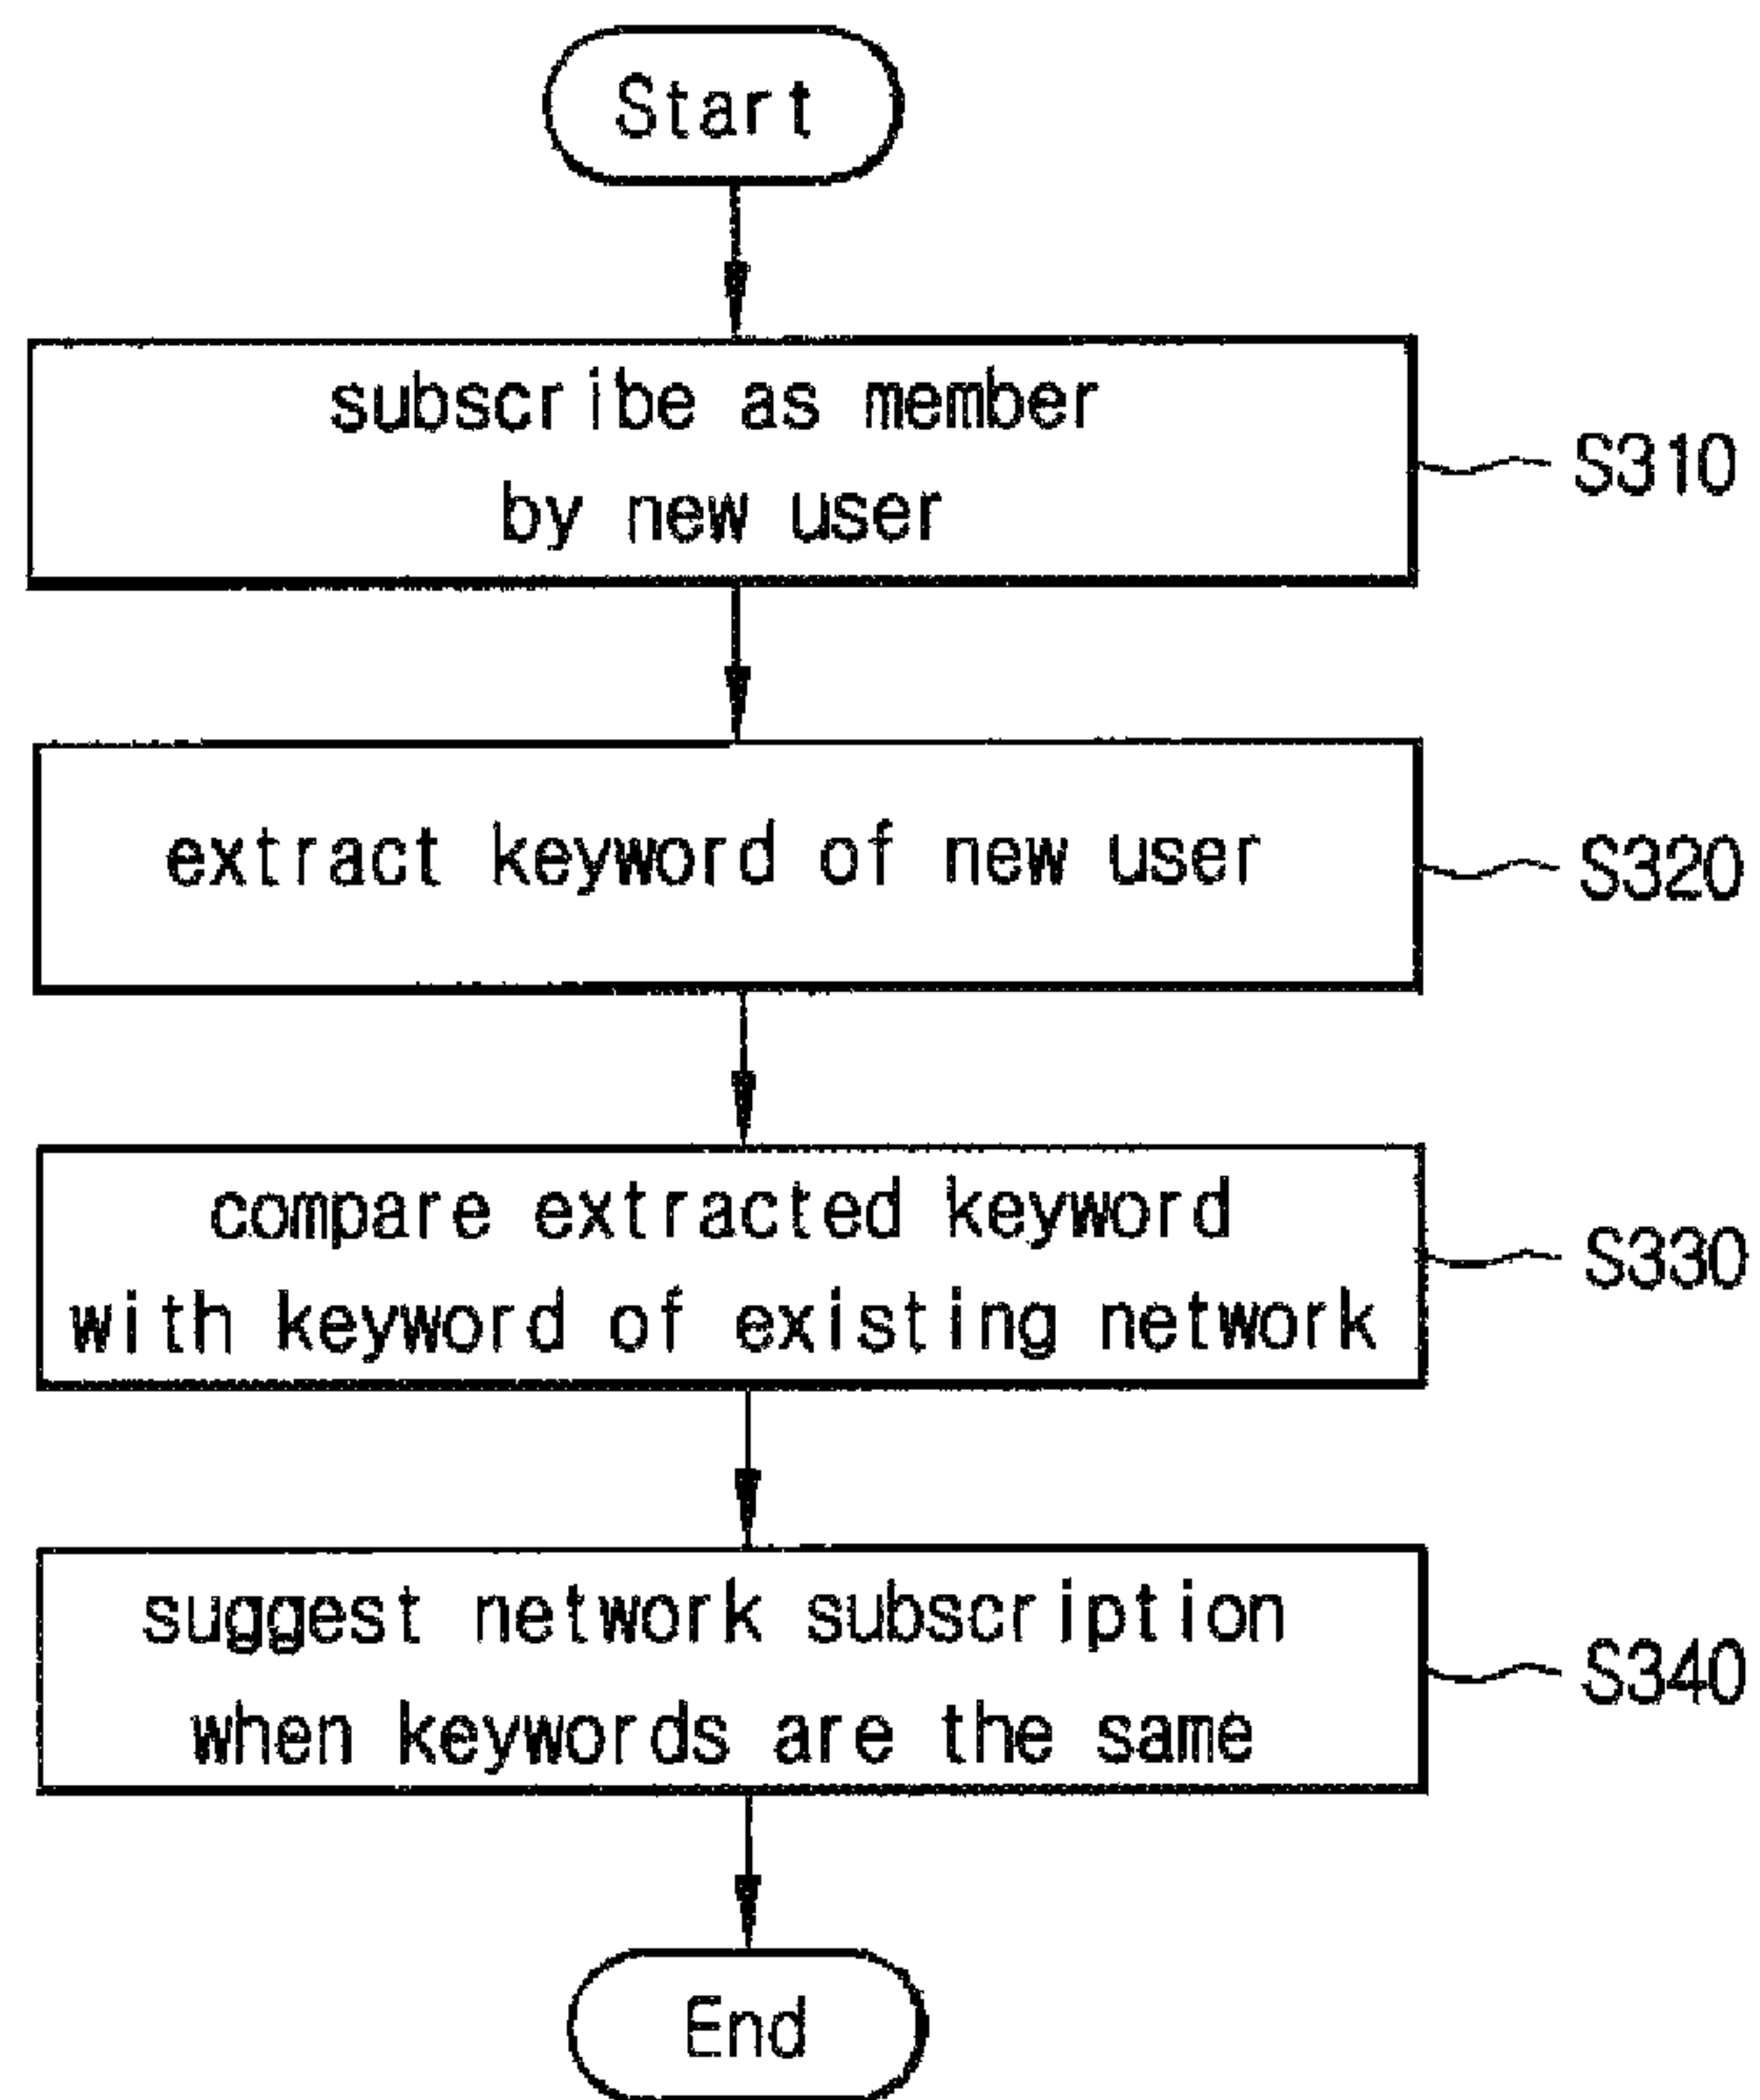 Start
subscribe as member
by new user
S310
extract keyword of new user
S320
compare extracted keyword
with keyword of existing network
S330
suggest network subscription
when keywords are the same
S340
End